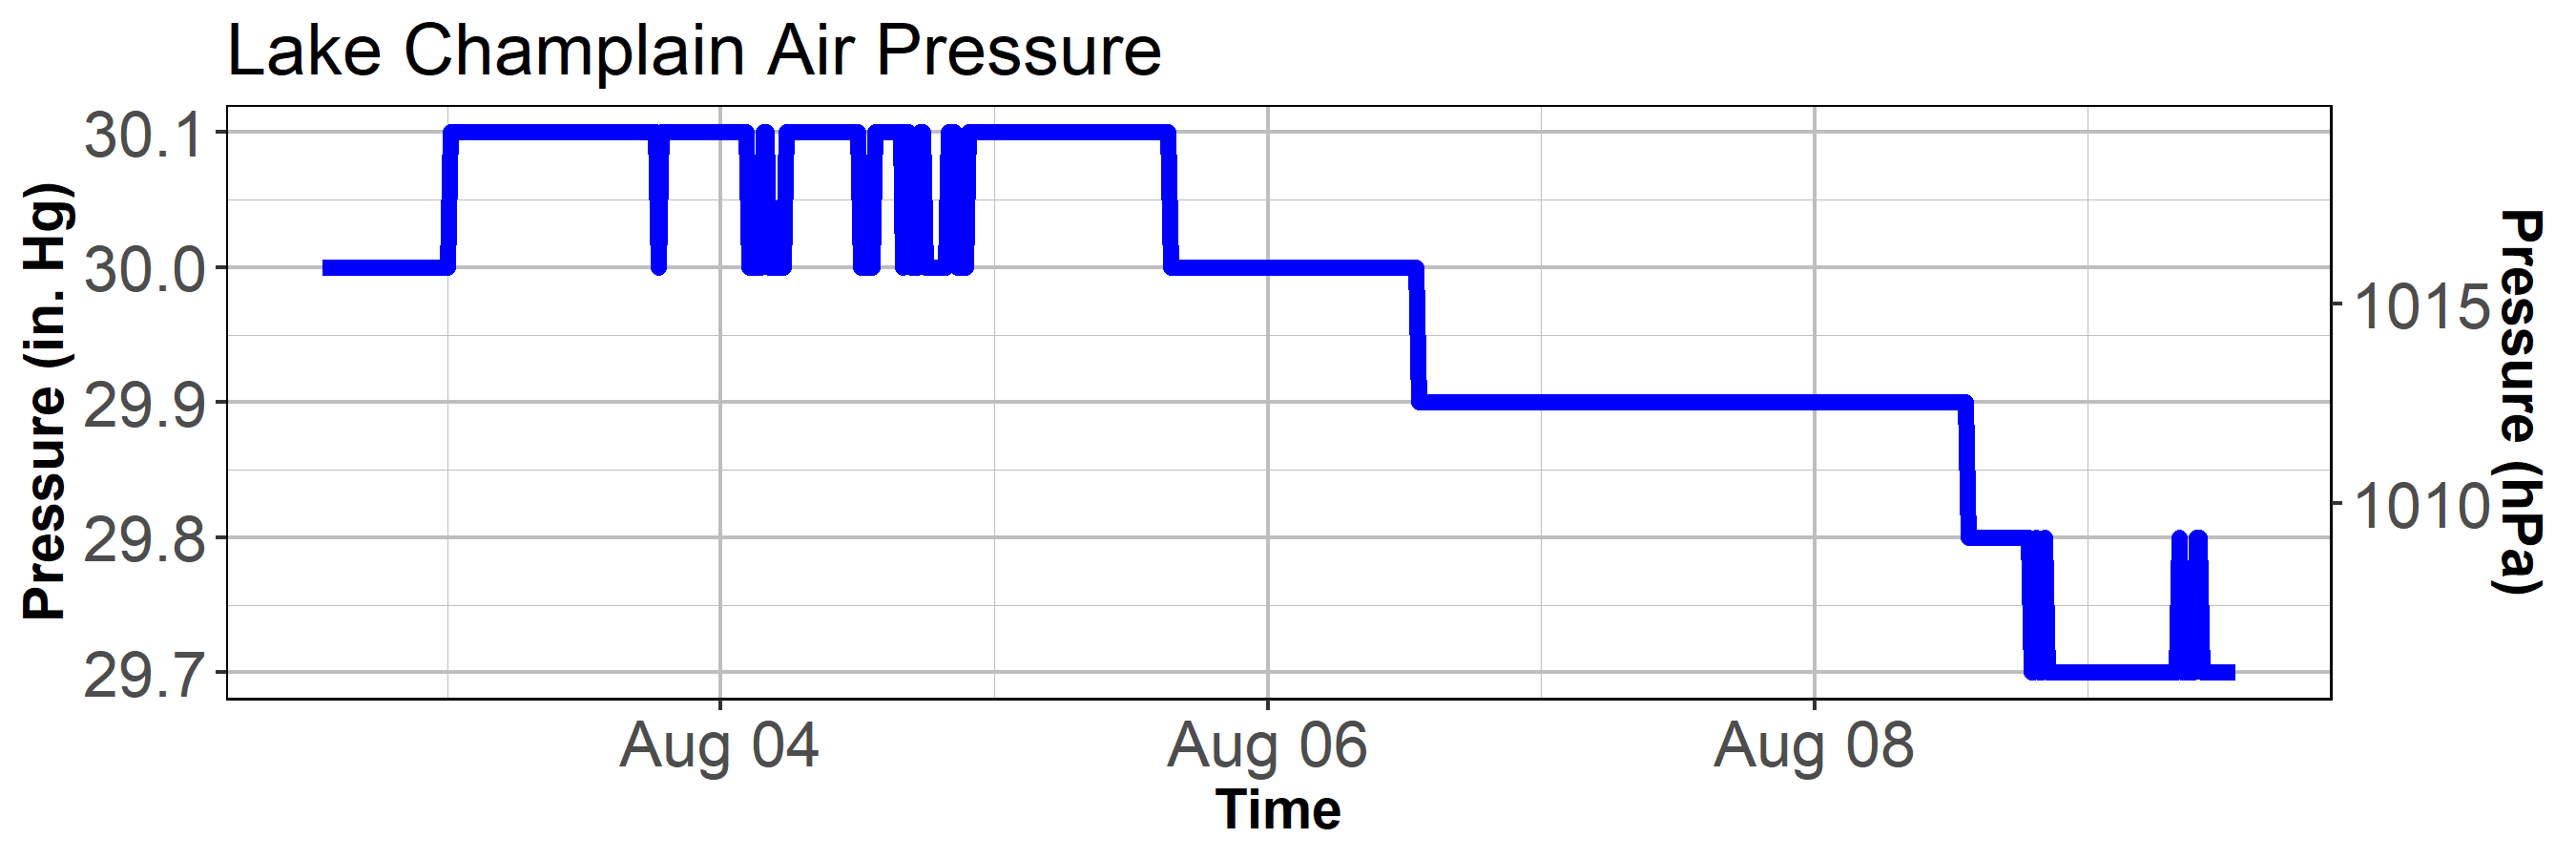 Lake Champlain Air Pressure
Pressure (in. Hg)
30.1
30.0
29.9
29.8
29.7
1015
1010
Pressure (hPa)
Aug 04
Aug 06
Aug 08
Time